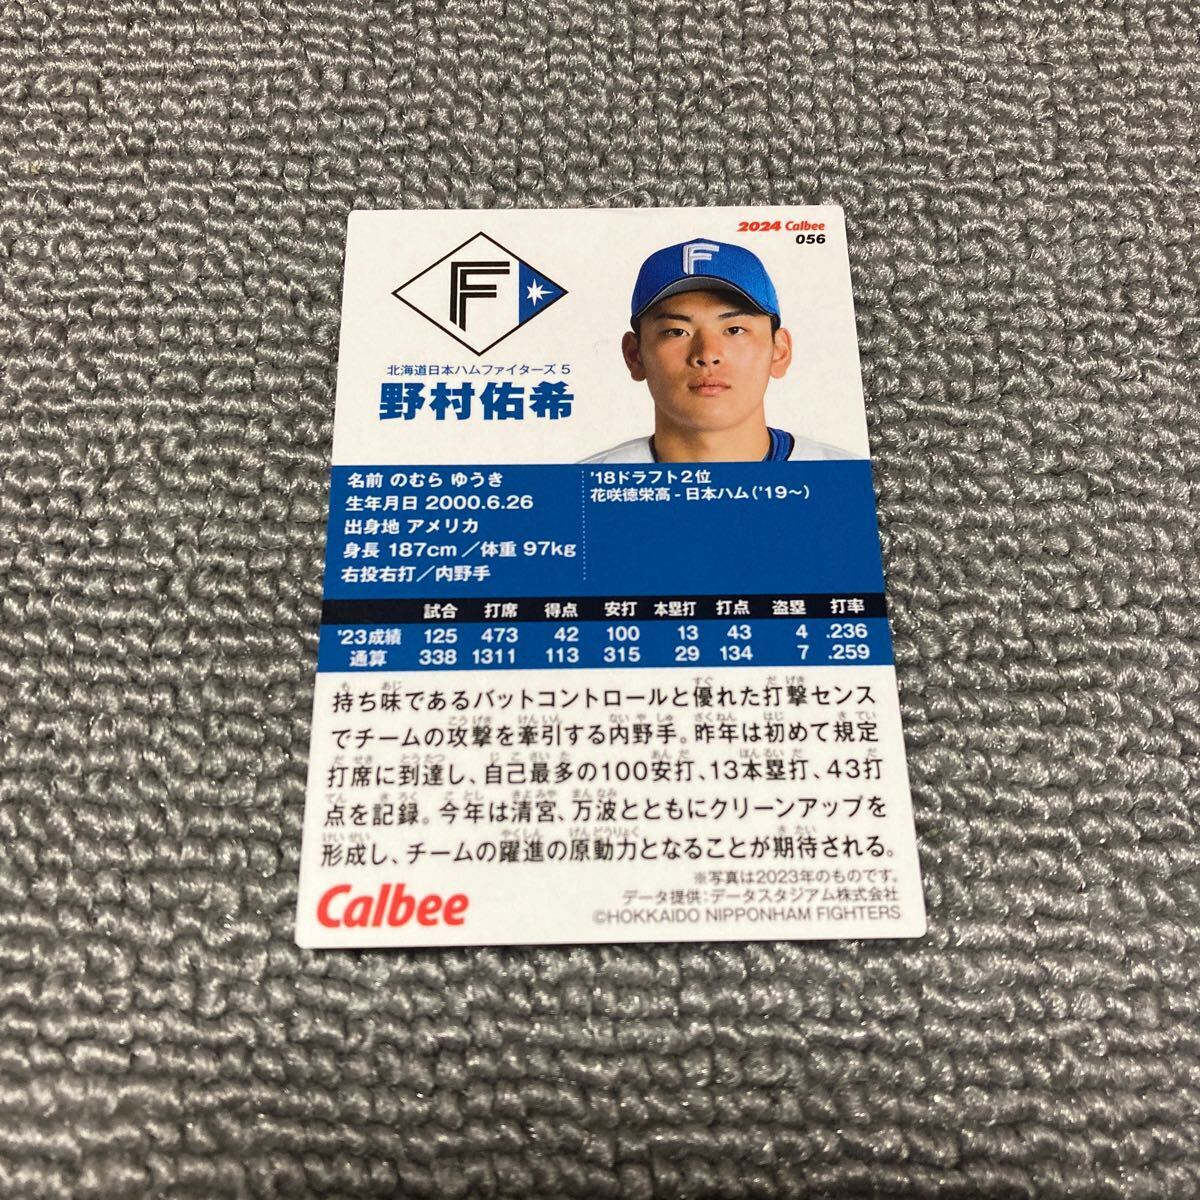 2024 Calbee
056
F
F
北海道日本ハムファイターズ 5
野村佑希
名前 のむら ゆうき
生年月日 2000.6.26
出身地 アメリカ
身長 187cm／体重 97kg
右投右打／内野手
'18ドラフト2位
花咲徳栄高 - 日本ハム('19～)
試合 打席 得点 安打 本塁打 打点 盗塁 打率
'23成績 125 473 42 100 13 43 4 .236
通算 338 1311 113 315 29 134 7 .259
持ち味であるバットコントロールと優れた打撃センス
でチームの攻撃を牽引する内野手。昨年は初めて規定
打席に到達し、自己最多の100安打、13本塁打、43打
点を記録。今年は清宮、万波とともにクリーンアップを
形成し、チームの躍進の原動力となることが期待される。
※写真は2023年のものです。
データ提供：データスタジアム株式会社
©HOKKAIDO NIPPONHAM FIGHTERS
Calbee